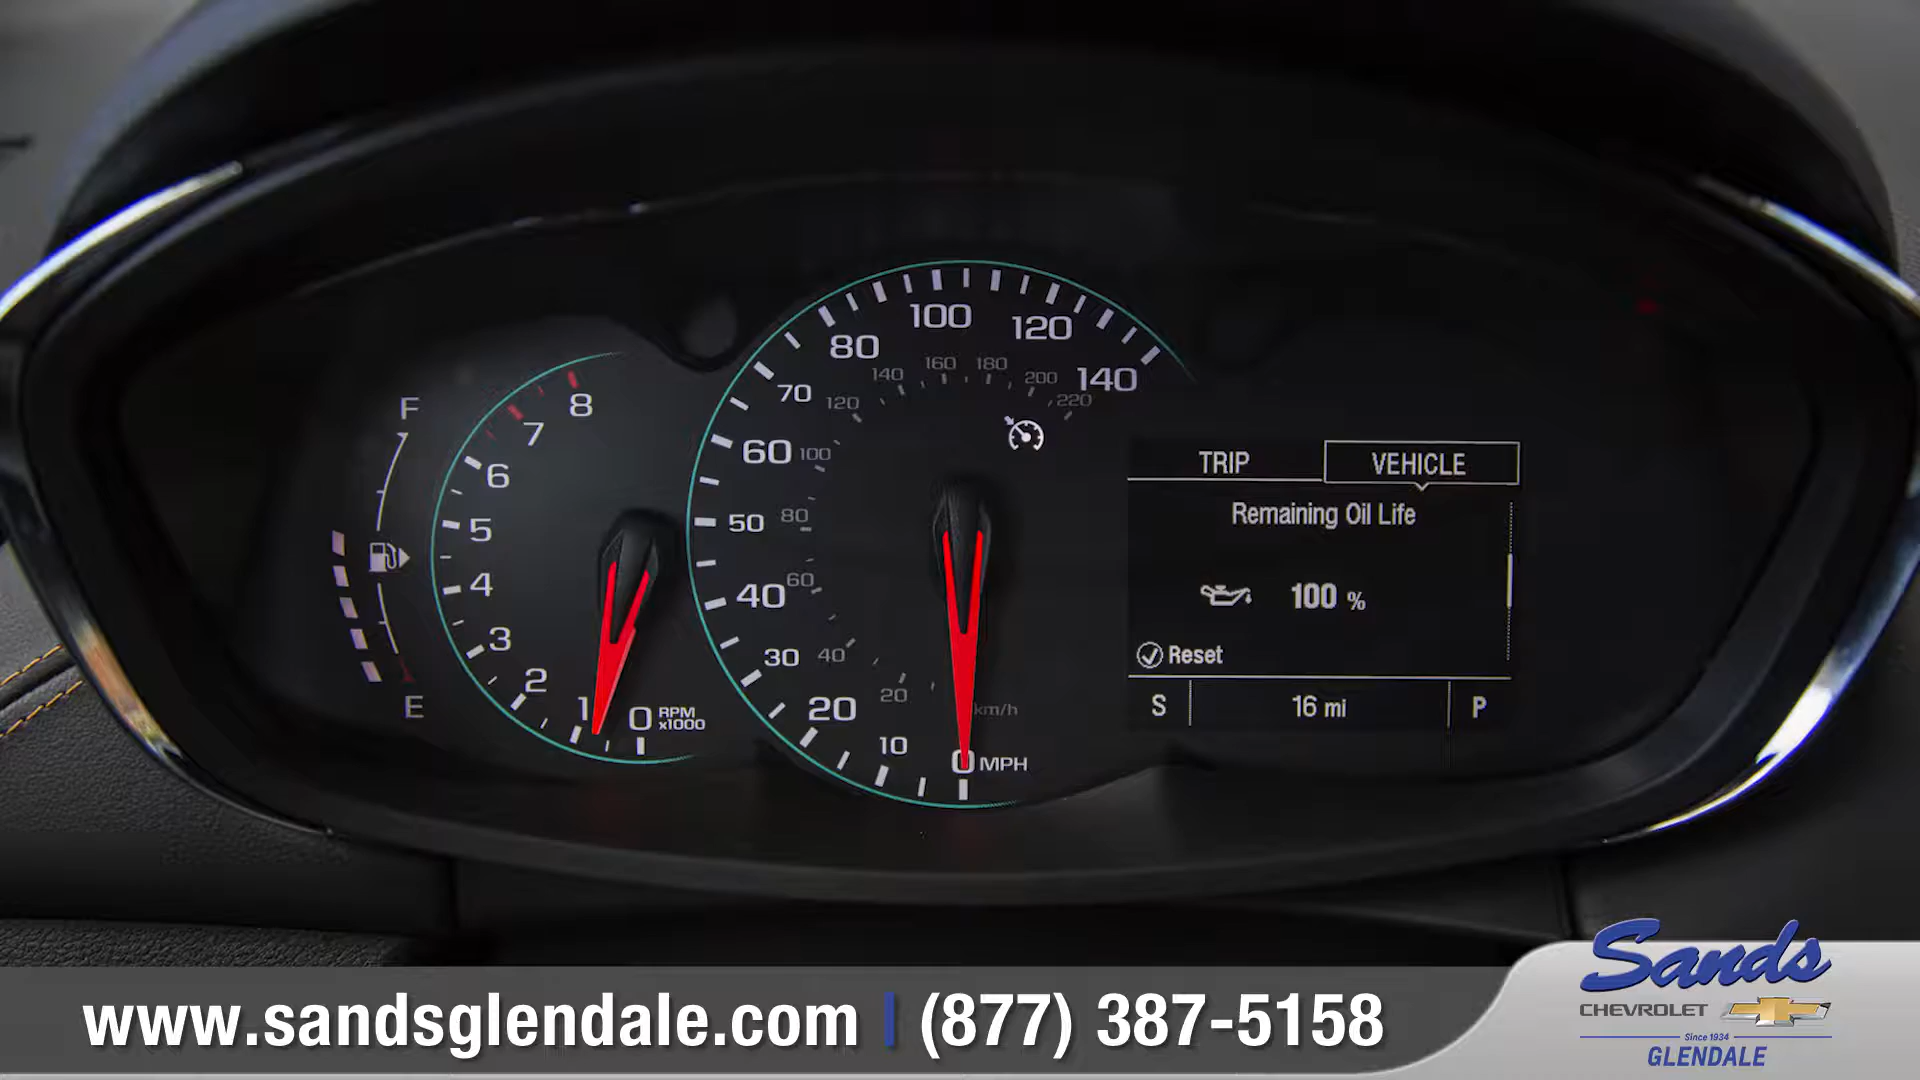 F
E
8
7
6
5
4
3
2
1
0
RPM
x1000
140
120
100
80
70
60
50
40
30
20
10
0 MPH
220
200
180
160
140
120
100
80
60
40
20
km/h
TRIP
VEHICLE
Remaining Oil Life
100 %
Reset
S
16 mi
P
www.sandsglendale.com | (877) 387-5158
Sands
CHEVROLET
Since 1934
GLENDALE